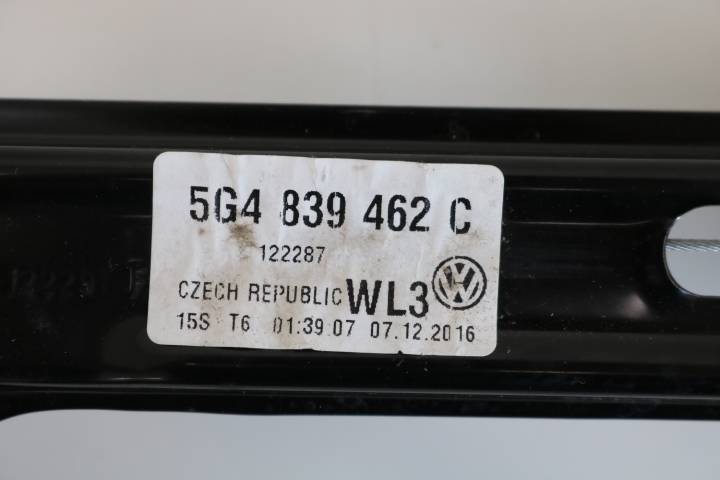 5G4 839 462 C
122287
CZECH REPUBLIC WL3
15S T6 01:39:07 07.12.2016